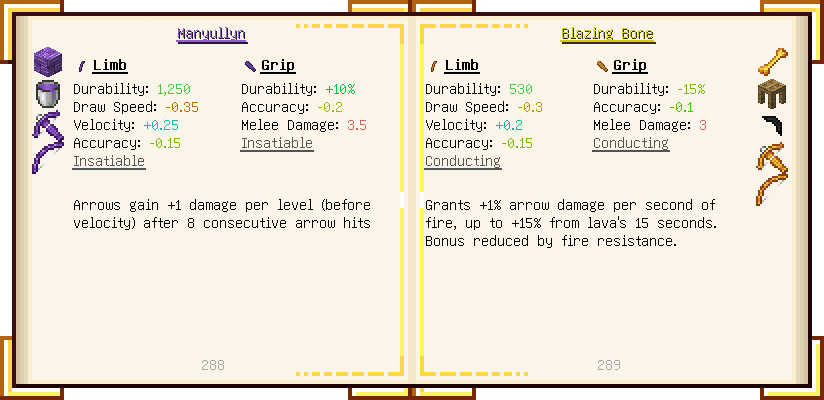 Manyullyn
Limb
Durability: 1,250
Draw Speed: -0.35
Velocity: +0.25
Accuracy: -0.15
Insatiable
Grip
Durability: +10%
Accuracy: -0.2
Melee Damage: 3.5
Insatiable
Arrows gain +1 damage per level (before
velocity) after 8 consecutive arrow hits
288
Blazing Bone
Limb
Durability: 530
Draw Speed: -0.3
Velocity: +0.2
Accuracy: -0.15
Conducting
Grip
Durability: -15%
Accuracy: -0.1
Melee Damage: 3
Conducting
Grants +1% arrow damage per second of
fire, up to +15% from lava's 15 seconds.
Bonus reduced by fire resistance.
289